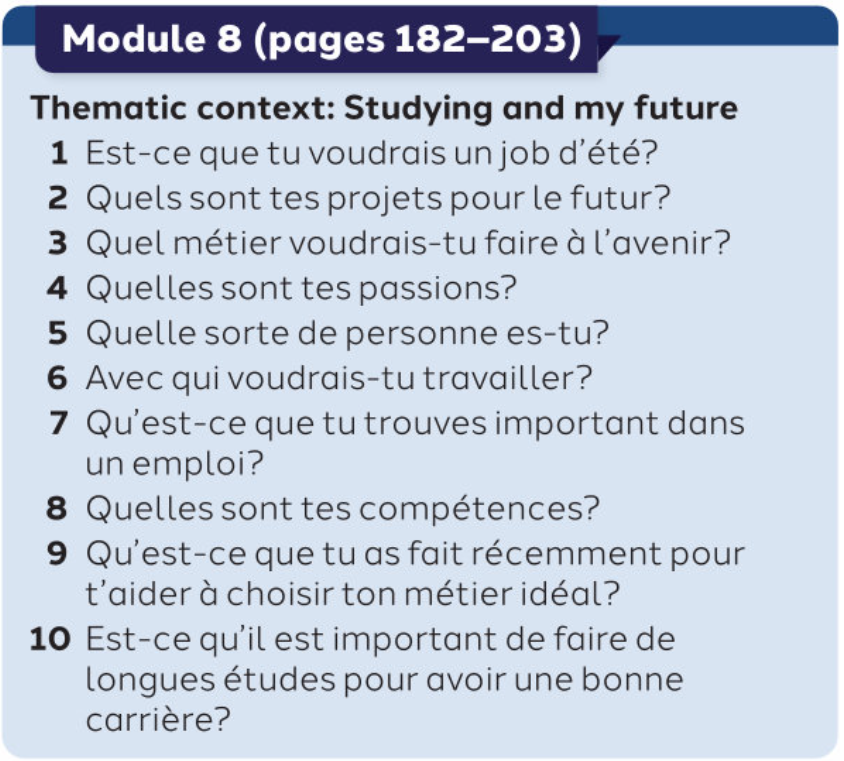 Module 8 (pages 182–203)
Thematic context: Studying and my future
1 Est-ce que tu voudrais un job d’été?
2 Quels sont tes projets pour le futur?
3 Quel métier voudrais-tu faire à l’avenir?
4 Quelles sont tes passions?
5 Quelle sorte de personne es-tu?
6 Avec qui voudrais-tu travailler?
7 Qu’est-ce que tu trouves important dans
un emploi?
8 Quelles sont tes compétences?
9 Qu’est-ce que tu as fait récemment pour
t’aider à choisir ton métier idéal?
10 Est-ce qu’il est important de faire de
longues études pour avoir une bonne
carrière?